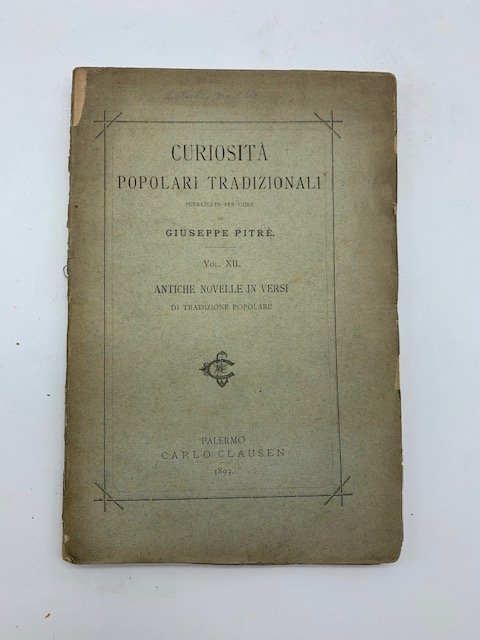 CURIOSITÀ
POPOLARI TRADIZIONALI
PUBBLICATE PER CURA
DI
GIUSEPPE PITRÈ.
VOL. XII.
ANTICHE NOVELLE IN VERSI
DI TRADIZIONE POPOLARE
PALERMO
CARLO CLAUSEN
1893.